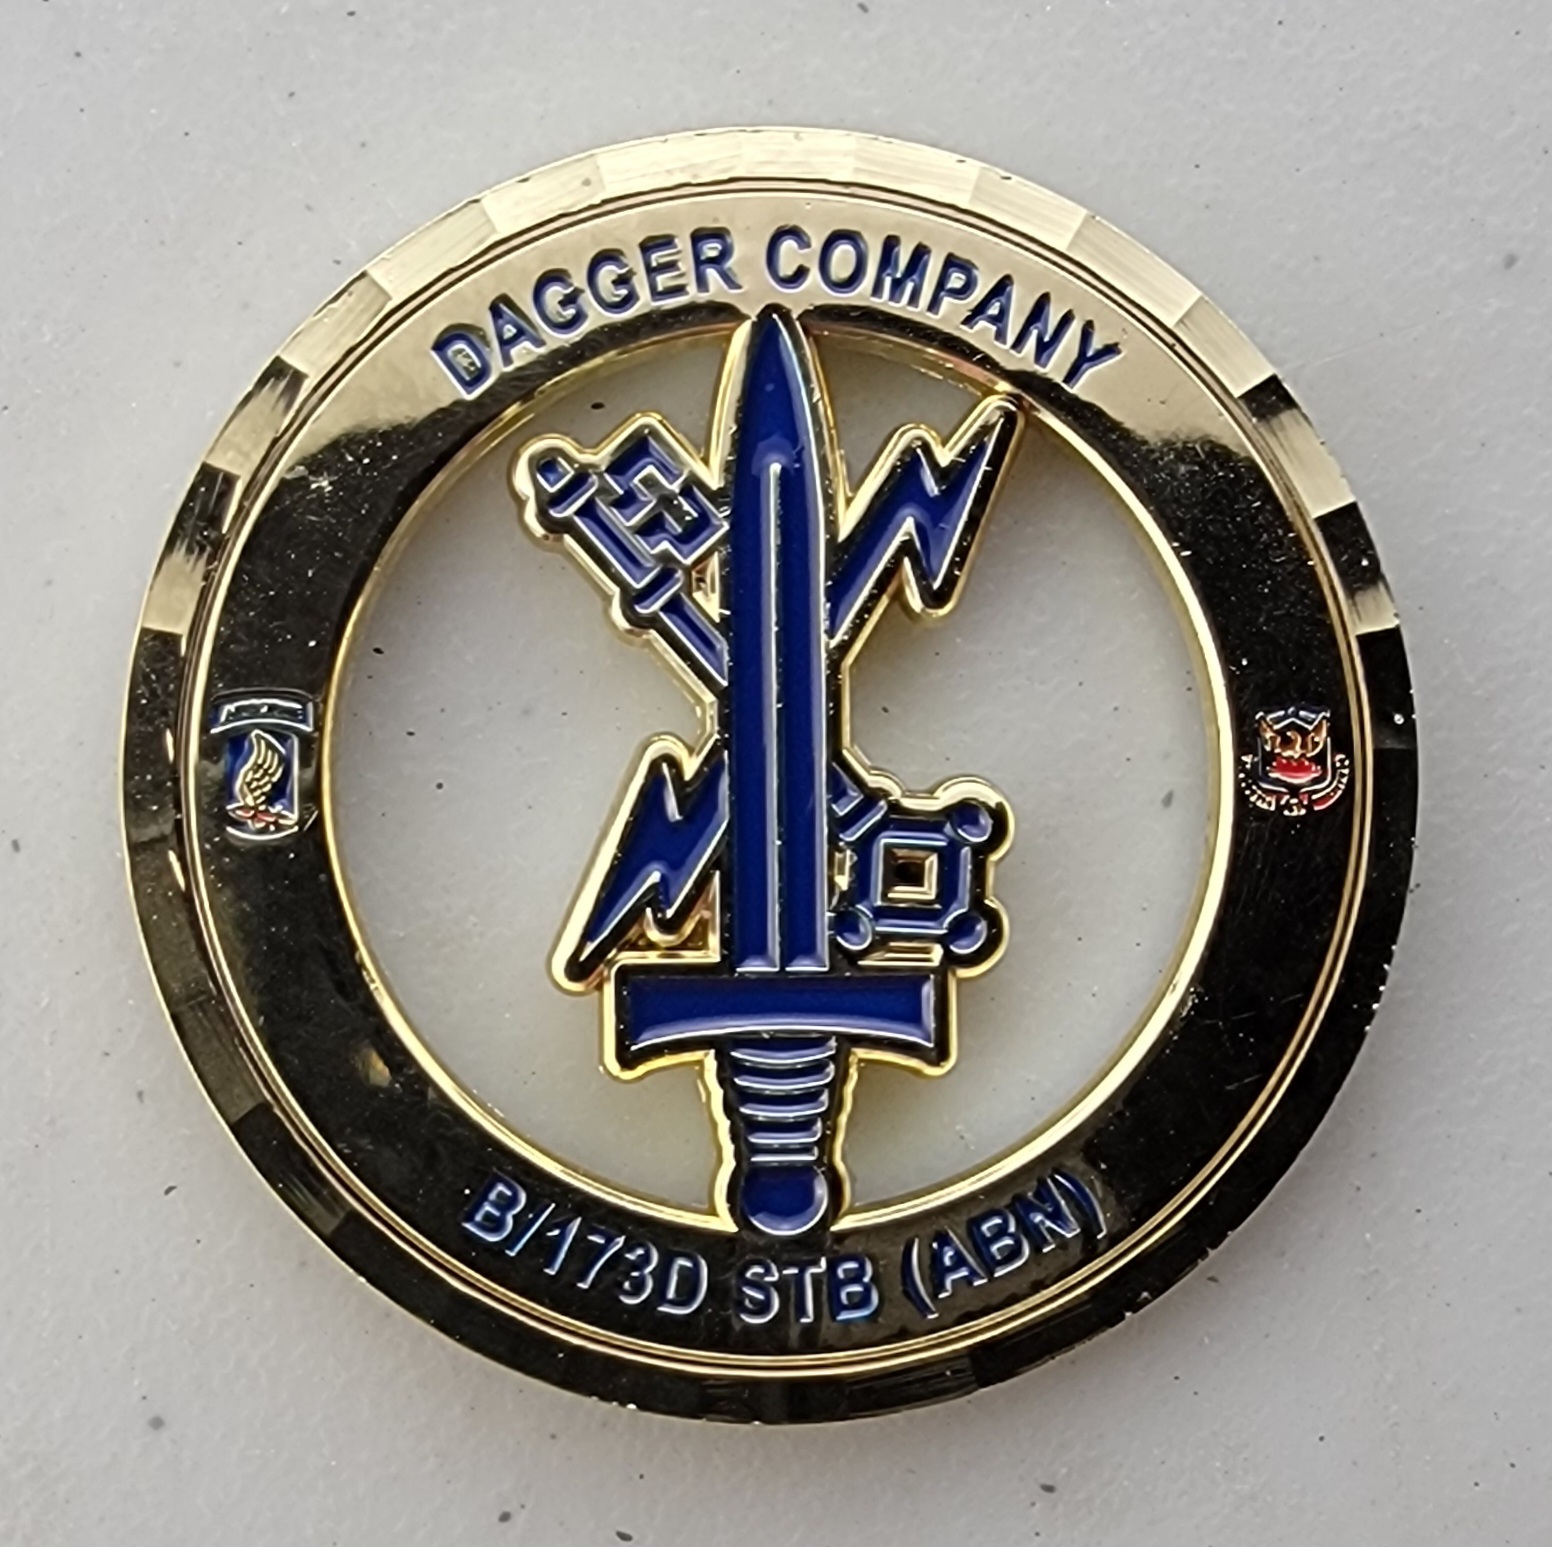 DAGGER COMPANY
B/173D STB (ABN)